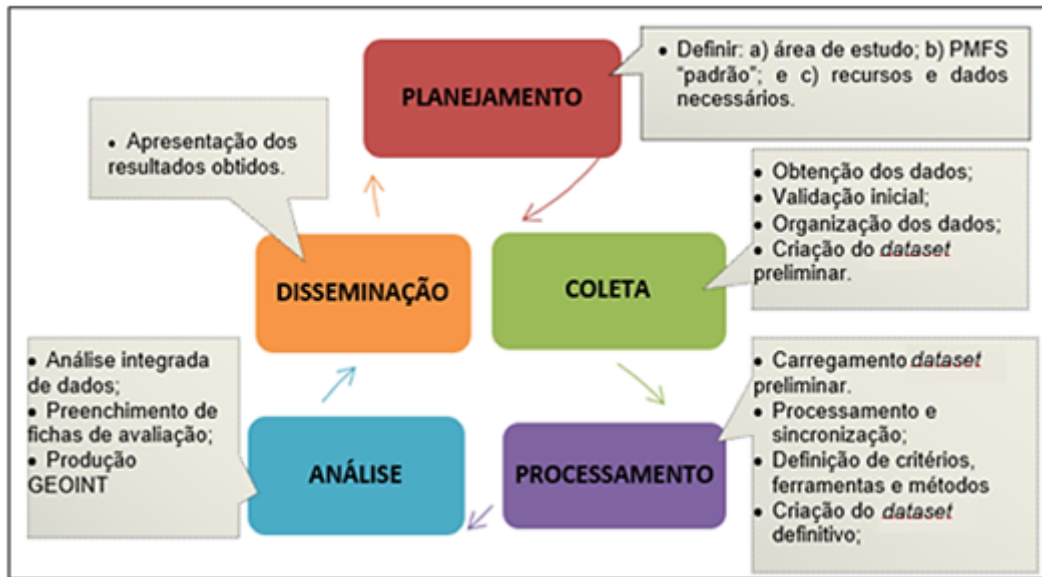 PLANEJAMENTO
• Definir: a) área de estudo; b) PMFS
“padrão”; e c) recursos e dados
necessários.
• Apresentação dos
resultados obtidos.
• Obtenção dos dados;
• Validação inicial;
• Organização dos dados;
• Criação do dataset
preliminar.
DISSEMINAÇÃO
COLETA
• Análise integrada
de dados;
• Preenchimento de
fichas de avaliação;
• Produção
GEOINT
• Carregamento dataset
preliminar.
• Processamento e
sincronização;
• Definição de critérios,
ferramentas e métodos
• Criação do dataset
definitivo;
ANÁLISE
PROCESSAMENTO